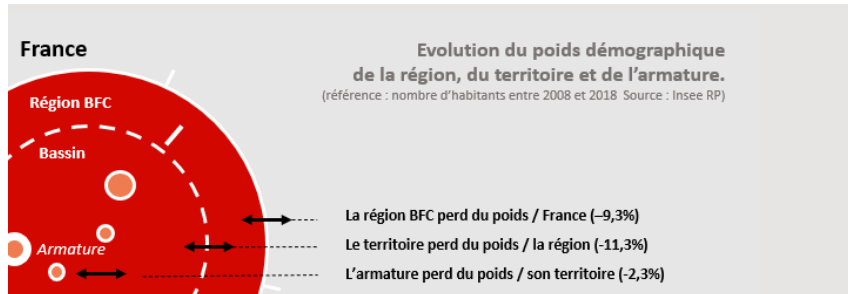 France
Evolution du poids démographique
de la région, du territoire et de l’armature.
(référence : nombre d’habitants entre 2008 et 2018 Source : Insee RP)
Région BFC
Bassin
Armature
La région BFC perd du poids / France (–9,3%)
Le territoire perd du poids / la région (-11,3%)
L’armature perd du poids / son territoire (-2,3%)